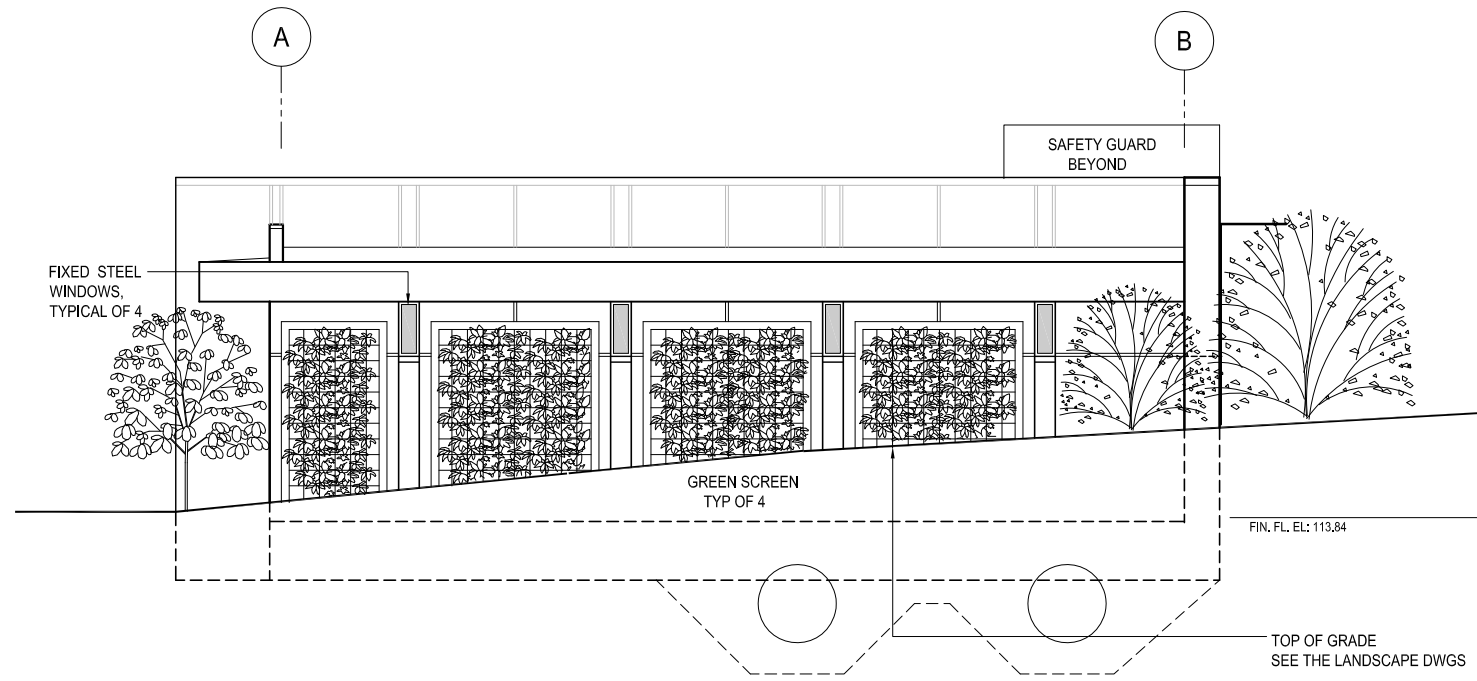 A
B
SAFETY GUARD
BEYOND
FIXED STEEL
WINDOWS,
TYPICAL OF 4
GREEN SCREEN
TYP OF 4
FIN. FL. EL: 113.84
TOP OF GRADE
SEE THE LANDSCAPE DWGS